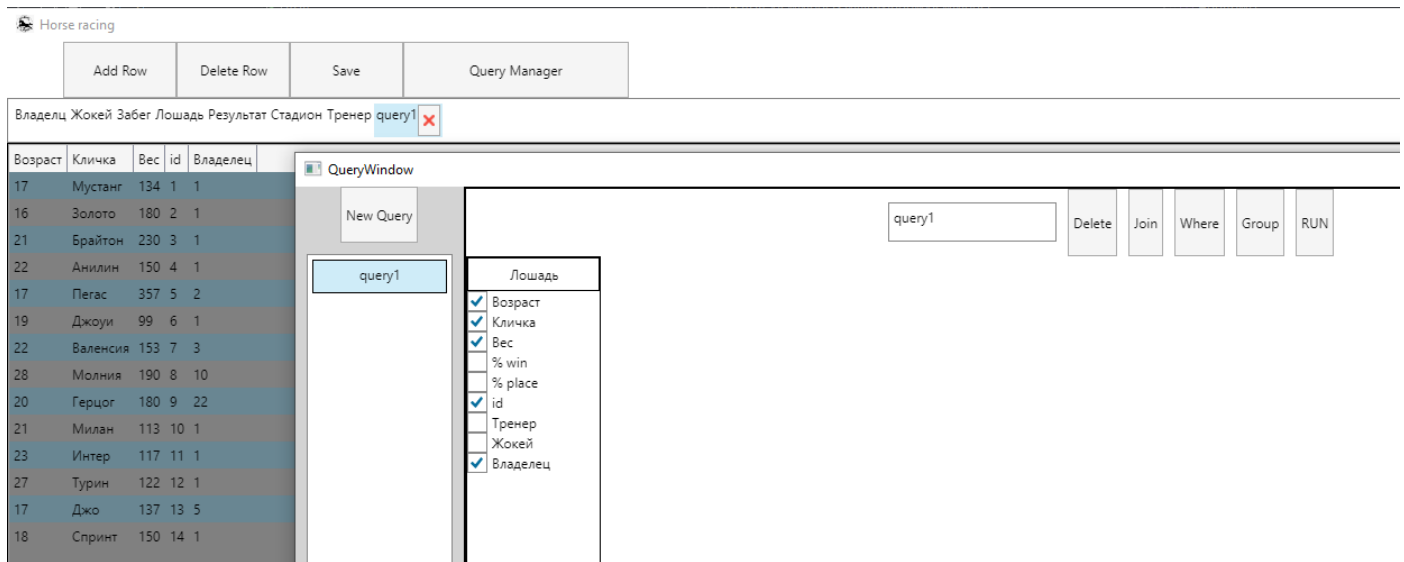 Horse racing
Add Row Delete Row Save Query Manager
Владелц Жокей Забег Лошадь Результат Стадион Тренер query1
Возраст Кличка Вес id Владелец
17 Мустанг 134 1 1
16 Золото 180 2 1
21 Брайтон 230 3 1
22 Анилин 150 4 1
17 Пегас 357 5 2
19 Джоуи 99 6 1
22 Валенсия 153 7 3
28 Молния 190 8 10
20 Герцог 180 9 22
21 Милан 113 10 1
23 Интер 117 11 1
27 Турин 122 12 1
17 Джо 137 13 5
18 Спринт 150 14 1
QueryWindow
New Query
query1
query1 Delete Join Where Group RUN
Лошадь
Возраст
Кличка
Вес
% win
% place
id
Тренер
Жокей
Владелец